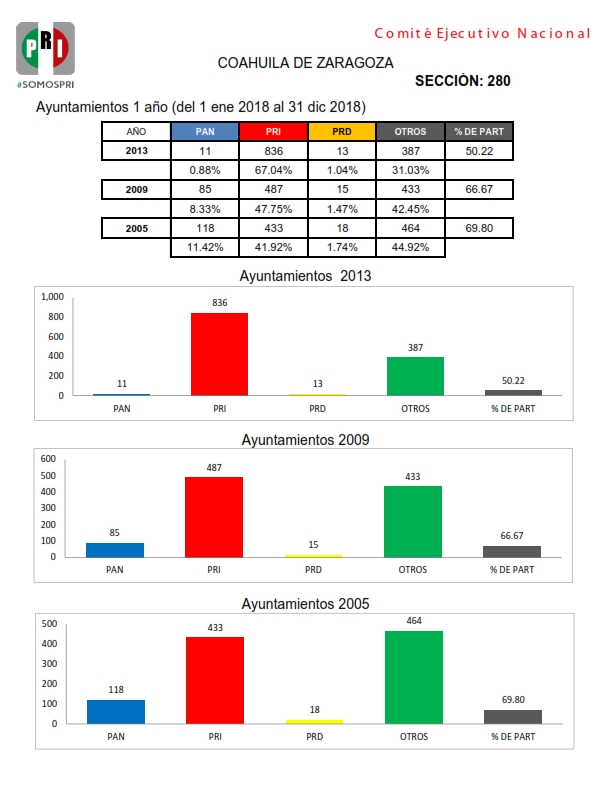 Comité Ejecutivo Nacional
PRI
#SOMOSPRI
COAHUILA DE ZARAGOZA
SECCIÓN: 280
Ayuntamientos 1 año (del 1 ene 2018 al 31 dic 2018)
AÑO PAN PRI PRD OTROS % DE PART
2013 11 836 13 387 50.22
0.88% 67.04% 1.04% 31.03%
2009 85 487 15 433 66.67
8.33% 47.75% 1.47% 42.45%
2005 118 433 18 464 69.80
11.42% 41.92% 1.74% 44.92%
Ayuntamientos 2013
1,000
800
600
400
200
0
11 836 13 387 50.22
PAN PRI PRD OTROS % DE PART
Ayuntamientos 2009
600
500
400
300
200
100
0
85 487 15 433 66.67
PAN PRI PRD OTROS % DE PART
Ayuntamientos 2005
500
400
300
200
100
0
118 433 18 464 69.80
PAN PRI PRD OTROS % DE PART